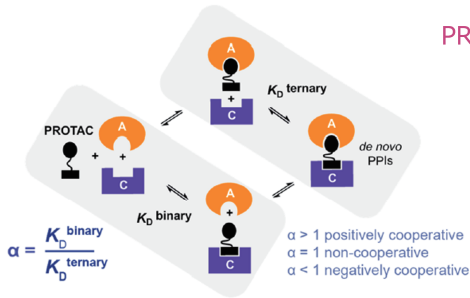 PR
A
+
C
K_D ternary
PROTAC
A
+ +
C
A
C
de novo
PPIs
K_D binary
A
+
C
α = K_D^binary / K_D^ternary
α > 1 positively cooperative
α = 1 non-cooperative
α < 1 negatively cooperative